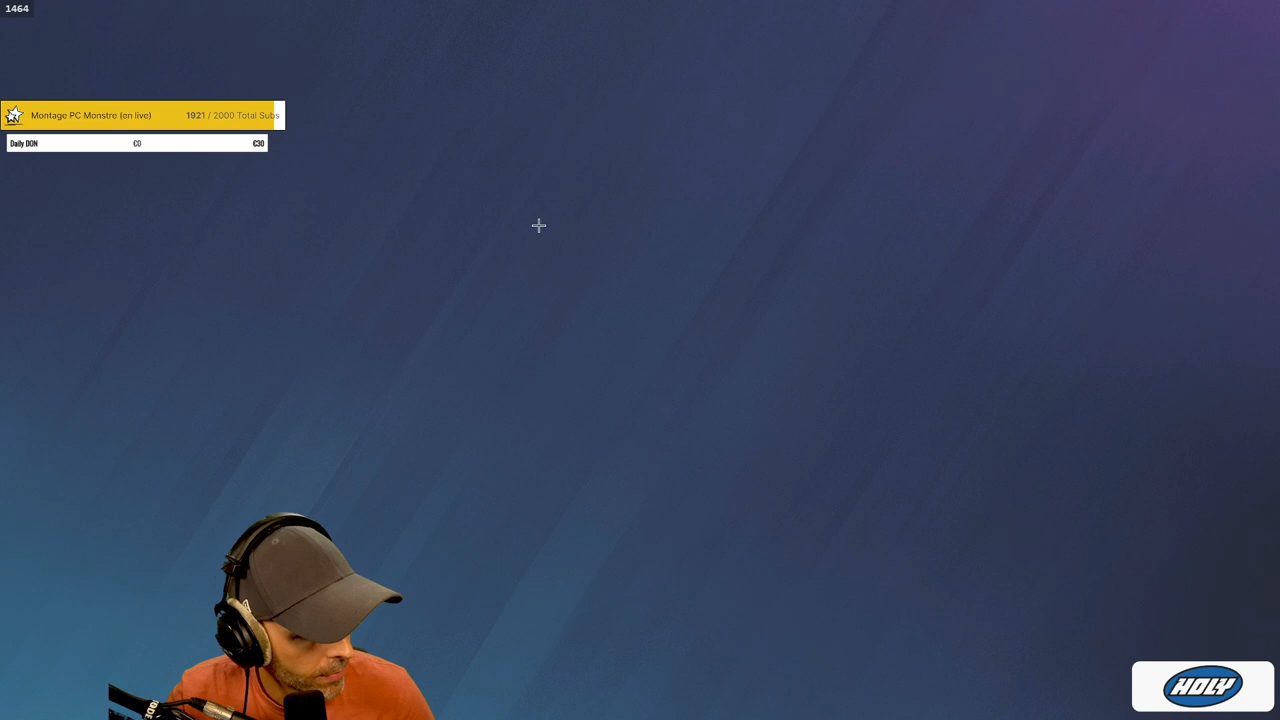 1464
Montage PC Monstre (en live) 1921 / 2000 Total Subs
Daily DON €0 €30
HOLY